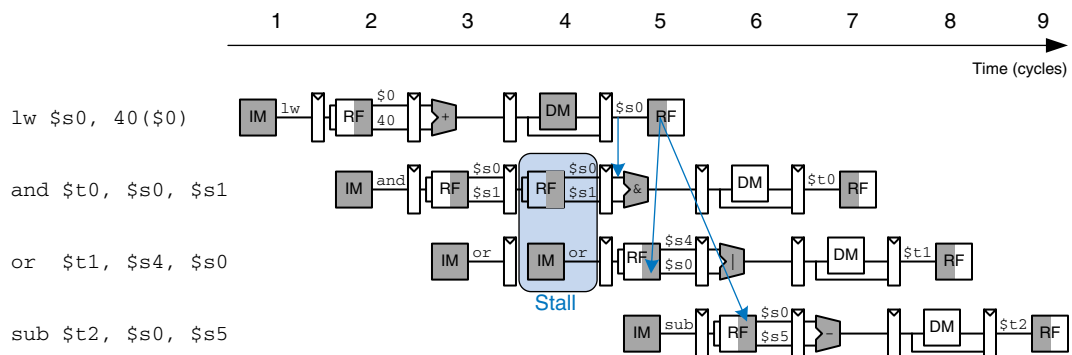 1 2 3 4 5 6 7 8 9
Time (cycles)
lw $s0, 40($0) IM lw RF $0 40 + DM $s0 RF
and $t0, $s0, $s1 IM and RF $s0 $s1 RF $s0 $s1 & DM $t0 RF
or $t1, $s4, $s0 IM or IM or RF $s4 $s0 | DM $t1 RF
Stall
sub $t2, $s0, $s5 IM sub RF $s0 $s5 - DM $t2 RF